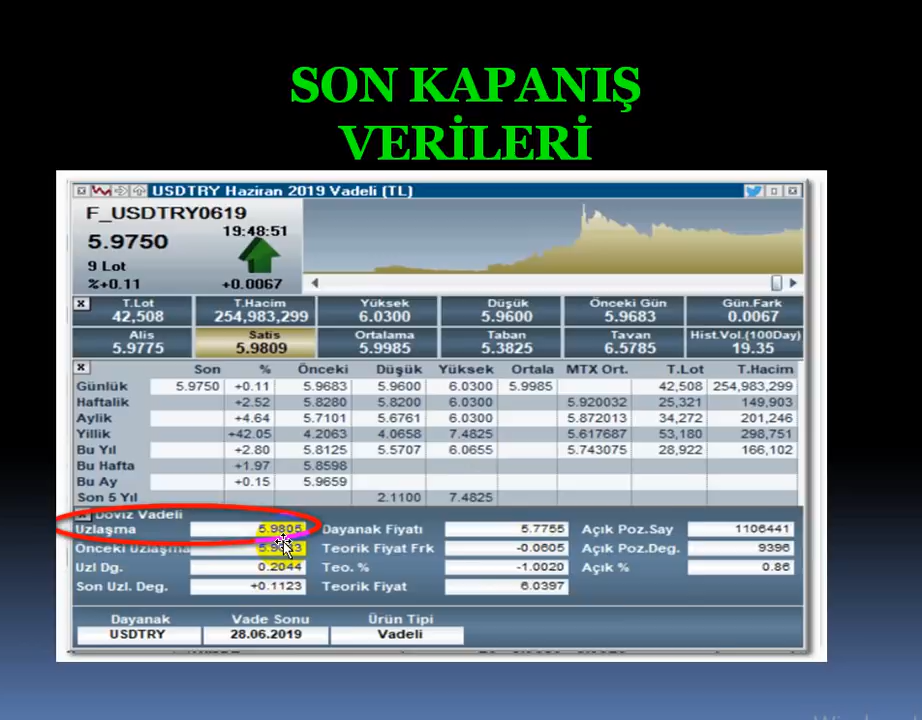 SON KAPANIŞ
VERİLERİ
USDTRY Haziran 2019 Vadeli (TL)
F_USDTRY0619
5.9750 19:48:51
9 Lot
%+0.11 +0.0067
T.Lot T.Hacim Yüksek Düşük Önceki Gün Gün.Fark
42,508 254,983,299 6.0300 5.9600 5.9683 0.0067
Alis Satis Ortalama Taban Tavan Hist.Vol.(100Day)
5.9775 5.9809 5.9985 5.3825 6.5785 19.35
Son % Önceki Düşük Yüksek Ortala MTX Ort. T.Lot T.Hacim
Günlük 5.9750 +0.11 5.9683 5.9600 6.0300 5.9985 42,508 254,983,299
Haftalik +2.52 5.8280 5.8200 6.0300 5.920032 25,321 149,903
Aylik +4.64 5.7101 5.6761 6.0300 5.872013 34,272 201,246
Yillik +42.05 4.2063 4.0658 7.4825 5.617687 53,180 298,751
Bu Yıl +2.80 5.8125 5.5707 6.0655 5.743075 28,922 166,102
Bu Hafta +1.97 5.8598
Bu Ay +0.15 5.9659
Son 5 Yıl 2.1100 7.4825
Döviz Vadeli
Uzlaşma 5.9805 Dayanak Fiyatı 5.7755 Açık Poz.Say 1106441
Önceki Uzlaşma Teorik Fiyat Frk -0.0605 Açık Poz.Deg. 9396
Uzl Dg. 0.2044 Teo. % -1.0020 Açık % 0.86
Son Uzl. Deg. +0.1123 Teorik Fiyat 6.0397
Dayanak Vade Sonu Ürün Tipi
USDTRY 28.06.2019 Vadeli